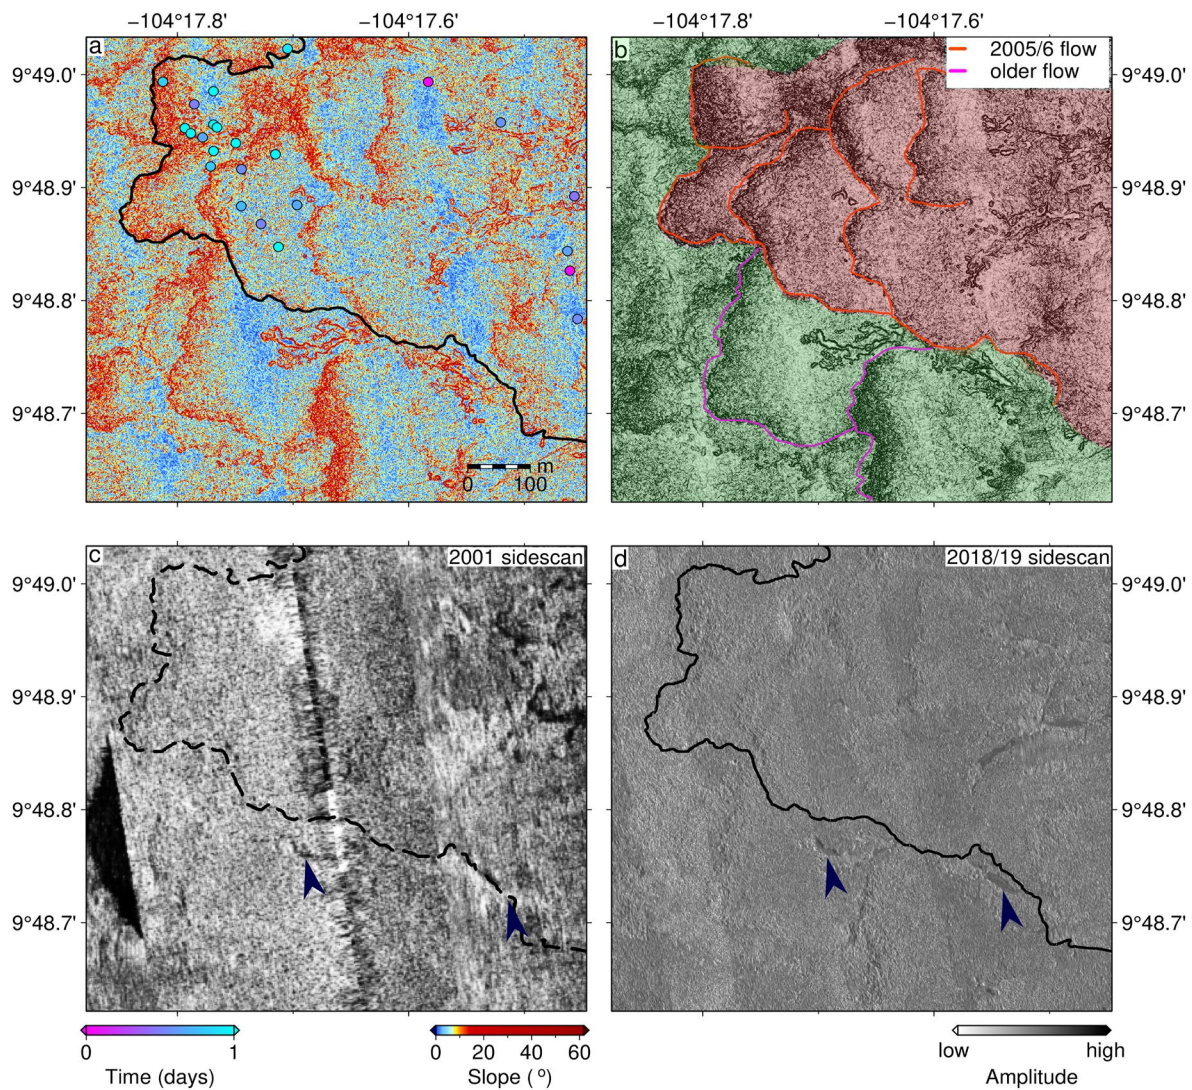 −104°17.8' −104°17.6' −104°17.8' −104°17.6'
a
b
2005/6 flow
older flow
9°49.0' 9°49.0'
9°48.9' 9°48.9'
9°48.8' 9°48.8'
9°48.7' 9°48.7'
m
0 100
c
2001 sidescan
d
2018/19 sidescan
9°49.0' 9°49.0'
9°48.9' 9°48.9'
9°48.8' 9°48.8'
9°48.7' 9°48.7'
0 1
Time (days)
0 20 40 60
Slope ( º)
low high
Amplitude